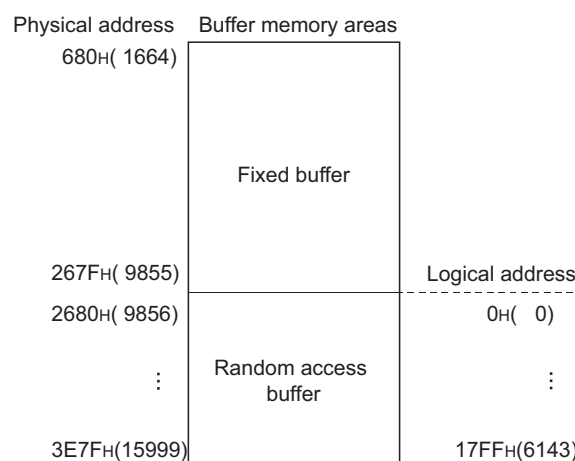 Physical address Buffer memory areas
680H( 1664)
Fixed buffer
267FH( 9855) Logical address
2680H( 9856) 0H( 0)
Random access
buffer
⋮ ⋮
3E7FH(15999) 17FFH(6143)